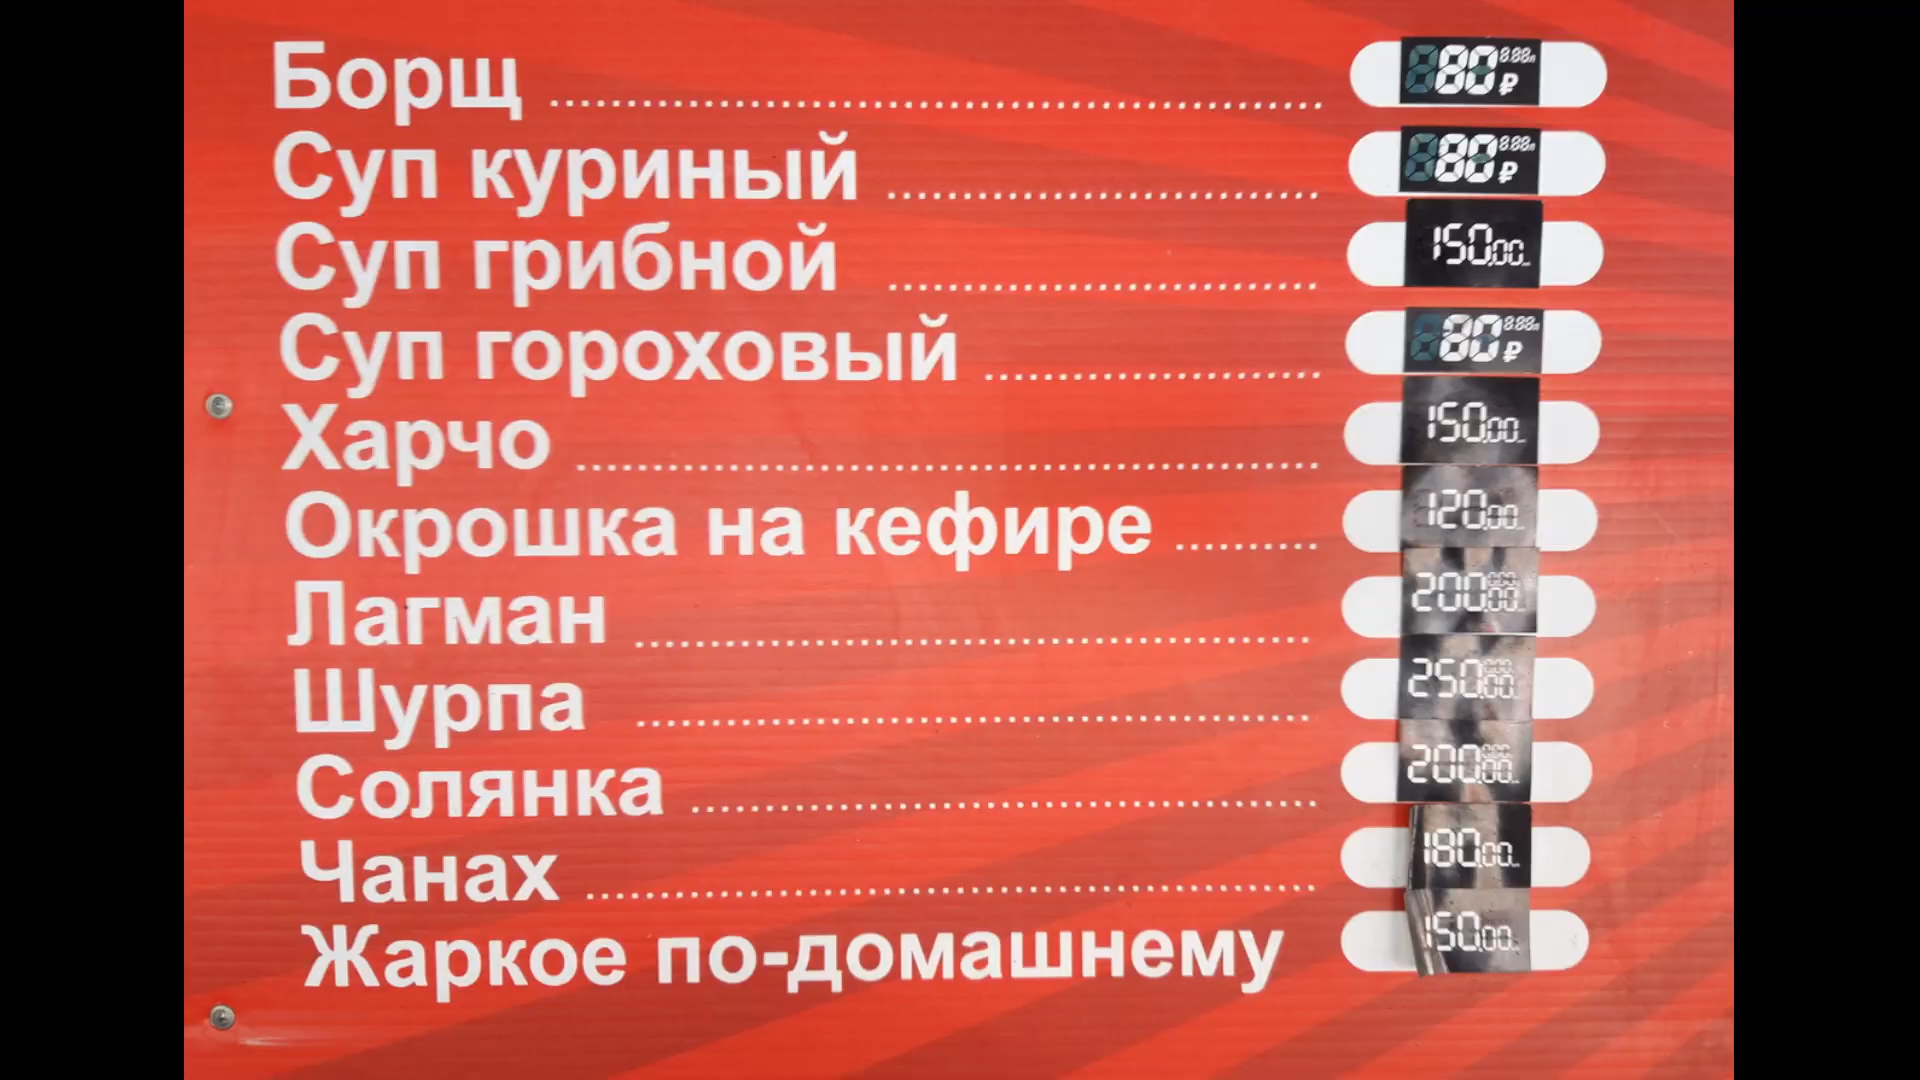 Борщ 80 ₽
Суп куриный 80 ₽
Суп грибной 150,00
Суп гороховый 80 ₽
Харчо 150,00
Окрошка на кефире 120,00
Лагман 200,00
Шурпа 250,00
Солянка 200,00
Чанах 180,00
Жаркое по-домашнему 150,00